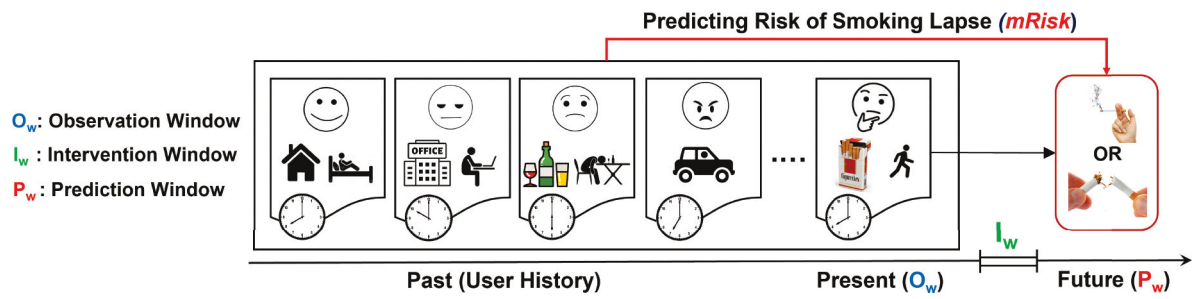 Predicting Risk of Smoking Lapse (mRisk)
Ow: Observation Window
Iw : Intervention Window
Pw : Prediction Window
OFFICE
Cigarettes
....
OR
Iw
Past (User History)
Present (Ow)
Future (Pw)